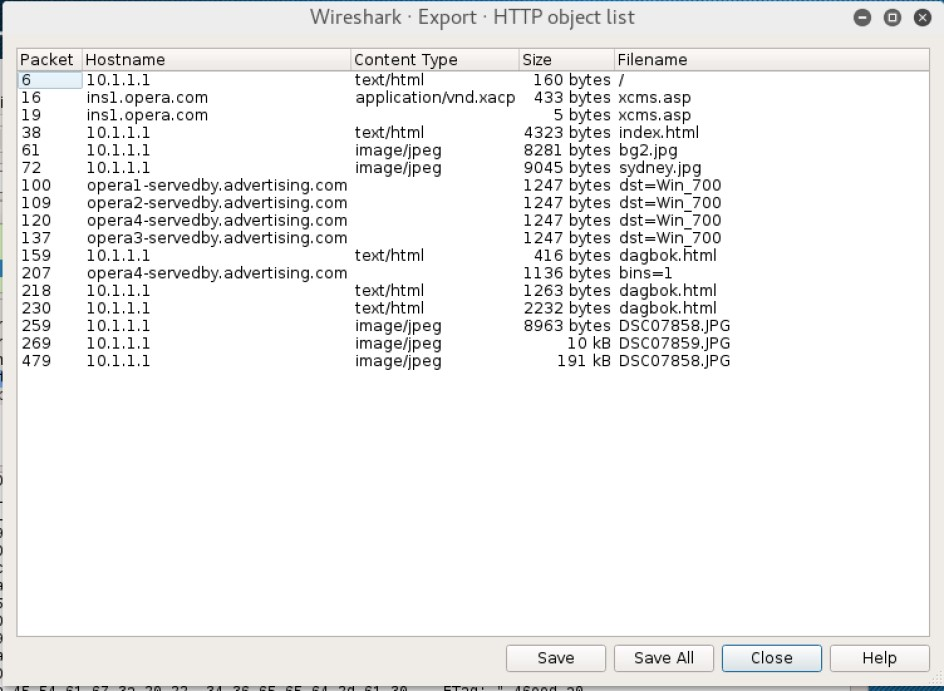 Wireshark · Export · HTTP object list
Packet Hostname Content Type Size Filename
6 10.1.1.1 text/html 160 bytes /
16 ins1.opera.com application/vnd.xacp 433 bytes xcms.asp
19 ins1.opera.com 5 bytes xcms.asp
38 10.1.1.1 text/html 4323 bytes index.html
61 10.1.1.1 image/jpeg 8281 bytes bg2.jpg
72 10.1.1.1 image/jpeg 9045 bytes sydney.jpg
100 opera1-servedby.advertising.com 1247 bytes dst=Win_700
109 opera2-servedby.advertising.com 1247 bytes dst=Win_700
120 opera4-servedby.advertising.com 1247 bytes dst=Win_700
137 opera3-servedby.advertising.com 1247 bytes dst=Win_700
159 10.1.1.1 text/html 416 bytes dagbok.html
207 opera4-servedby.advertising.com 1136 bytes bins=1
218 10.1.1.1 text/html 1263 bytes dagbok.html
230 10.1.1.1 text/html 2232 bytes dagbok.html
259 10.1.1.1 image/jpeg 8963 bytes DSC07858.JPG
269 10.1.1.1 image/jpeg 10 kB DSC07859.JPG
479 10.1.1.1 image/jpeg 191 kB DSC07858.JPG
Save Save All Close Help